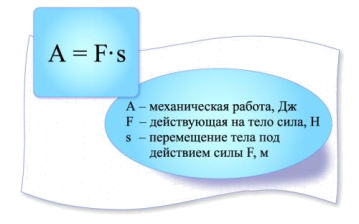 A = F·s
A – механическая работа, Дж
F – действующая на тело сила, Н
s – перемещение тела под
действием силы F, м